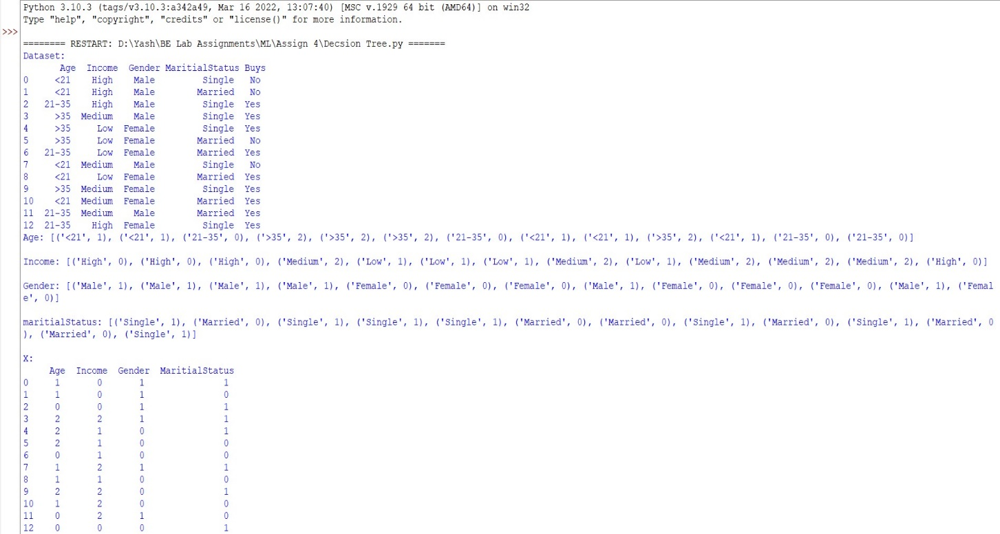 Python 3.10.3 (tags/v3.10.3:a342a49, Mar 16 2022, 13:07:40) [MSC v.1929 64 bit (AMD64)] on win32
Type "help", "copyright", "credits" or "license()" for more information.
>>>
======== RESTART: D:\Yash\BE Lab Assignments\ML\Assign 4\Decsion Tree.py =======
Dataset:
Age Income Gender MaritialStatus Buys
0 <21 High Male Single No
1 <21 High Male Married No
2 21-35 High Male Single Yes
3 >35 Medium Male Single Yes
4 >35 Low Female Single Yes
5 >35 Low Female Married No
6 21-35 Low Female Married Yes
7 <21 Medium Male Single No
8 <21 Low Female Married Yes
9 >35 Medium Female Single Yes
10 <21 Medium Female Married Yes
11 21-35 Medium Male Married Yes
12 21-35 High Female Single Yes
Age: [('<21', 1), ('<21', 1), ('21-35', 0), ('>35', 2), ('>35', 2), ('>35', 2), ('21-35', 0), ('<21', 1), ('<21', 1), ('>35', 2), ('<21', 1), ('21-35', 0), ('21-35', 0)]
Income: [('High', 0), ('High', 0), ('High', 0), ('Medium', 2), ('Low', 1), ('Low', 1), ('Low', 1), ('Medium', 2), ('Low', 1), ('Medium', 2), ('Medium', 2), ('Medium', 2), ('High', 0)]
Gender: [('Male', 1), ('Male', 1), ('Male', 1), ('Male', 1), ('Female', 0), ('Female', 0), ('Female', 0), ('Male', 1), ('Female', 0), ('Female', 0), ('Female', 0), ('Male', 1), ('Femal
e', 0)]
maritialStatus: [('Single', 1), ('Married', 0), ('Single', 1), ('Single', 1), ('Single', 1), ('Married', 0), ('Married', 0), ('Single', 1), ('Married', 0), ('Single', 1), ('Married', 0
), ('Married', 0), ('Single', 1)]
X:
Age Income Gender MaritialStatus
0 1 0 1 1
1 1 0 1 0
2 0 0 1 1
3 2 2 1 1
4 2 1 0 1
5 2 1 0 0
6 0 1 0 0
7 1 2 1 1
8 1 1 0 0
9 2 2 0 1
10 1 2 0 0
11 0 2 1 0
12 0 0 0 1